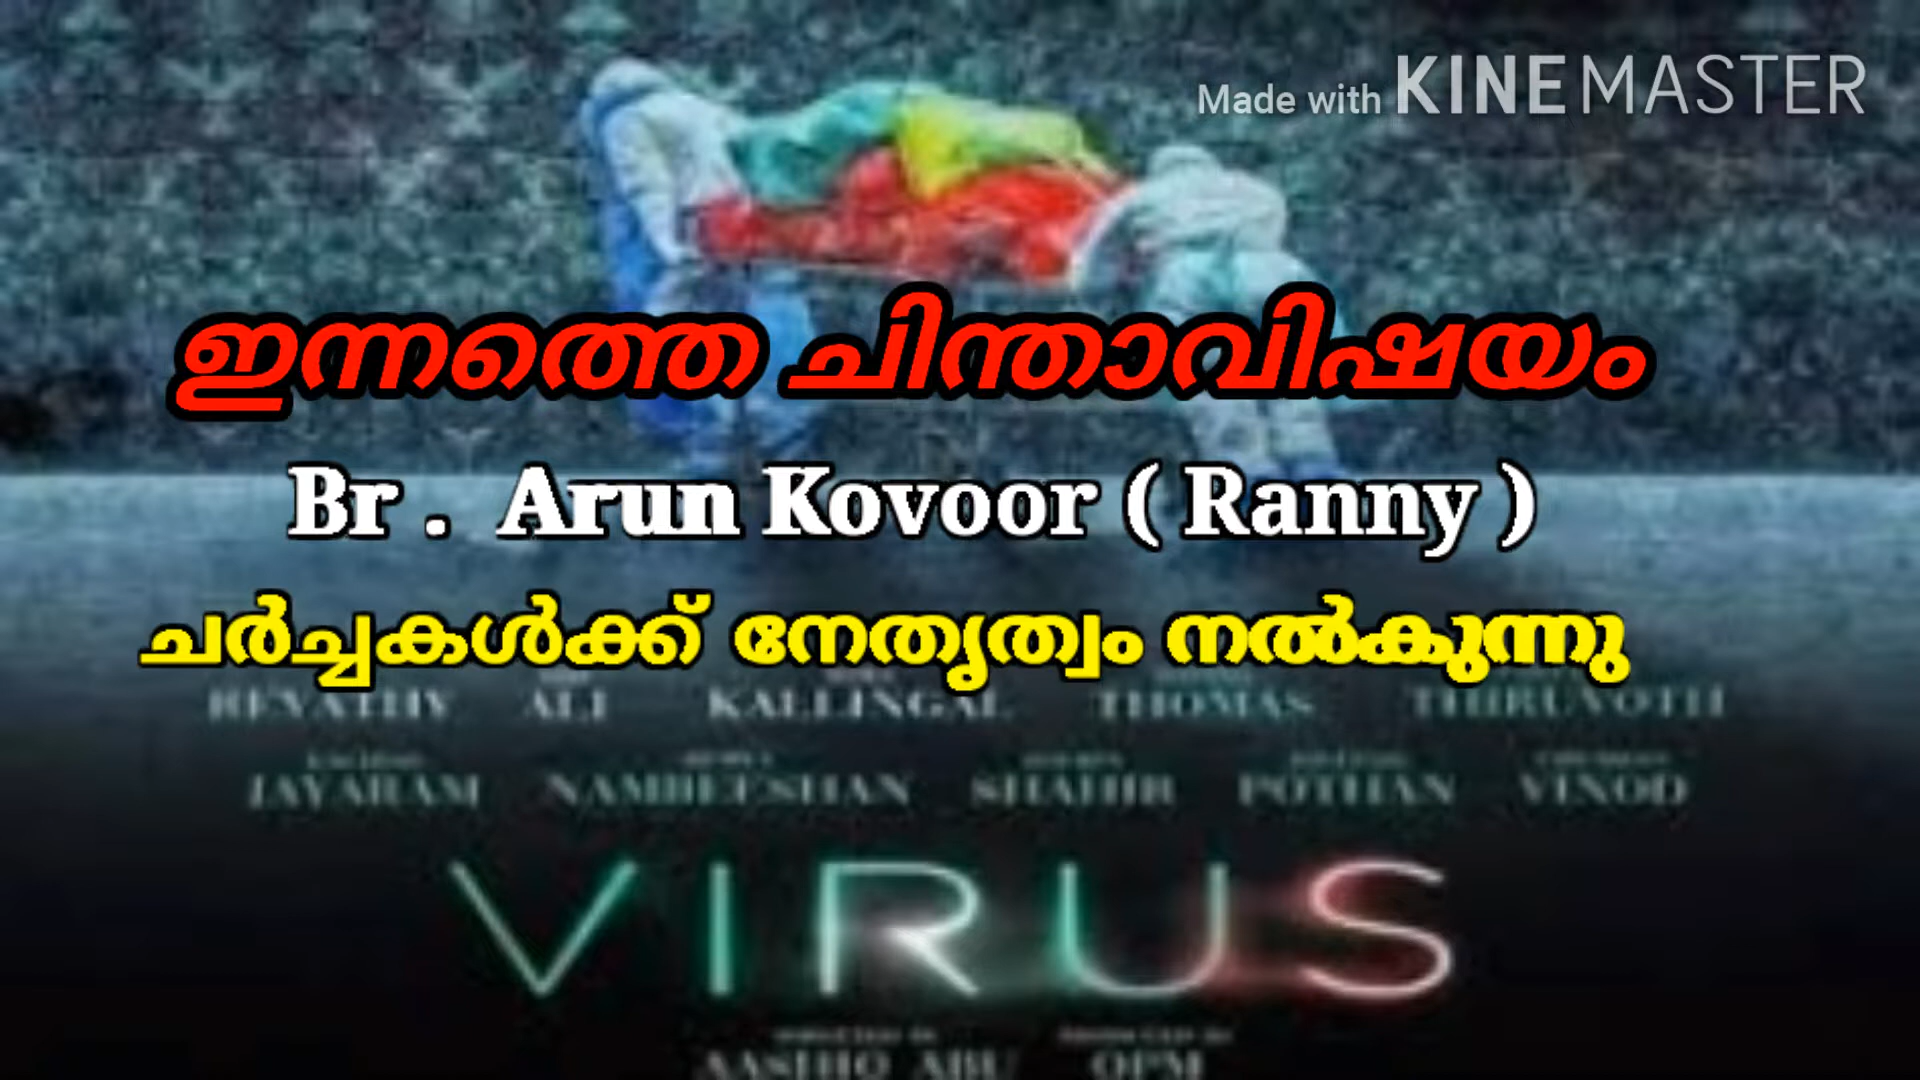 Made with KINEMASTER
ഇന്നത്തെ ചിന്താവിഷയം
Br . Arun Kovoor ( Ranny )
ചർച്ചകൾക്ക് നേതൃത്വം നൽകുന്നു
REVATHY ALI KALLINGAL THOMAS THIRUVOTH
JAYARAM NAMBEESHAN SHAHIR POTHAN VINOD
VIRUS
AASHIQ ABU OPM